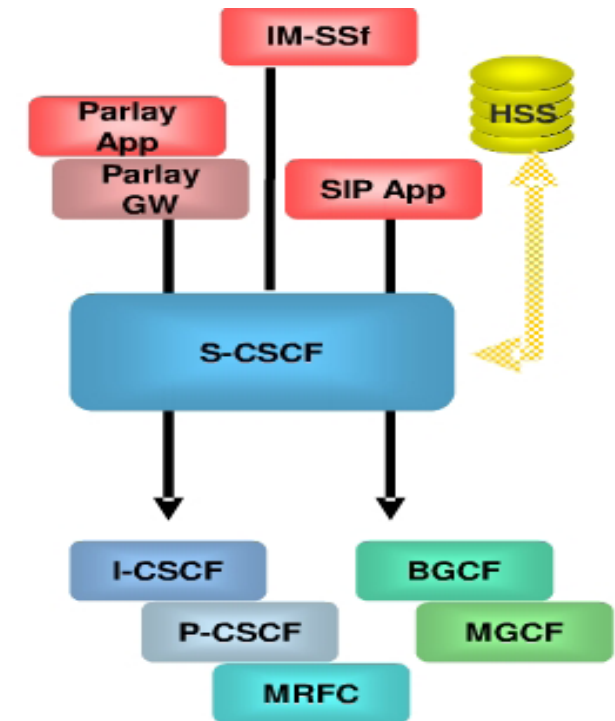 IM-SSf
HSS
Parlay
App
Parlay
GW
SIP App
S-CSCF
I-CSCF
BGCF
P-CSCF
MGCF
MRFC